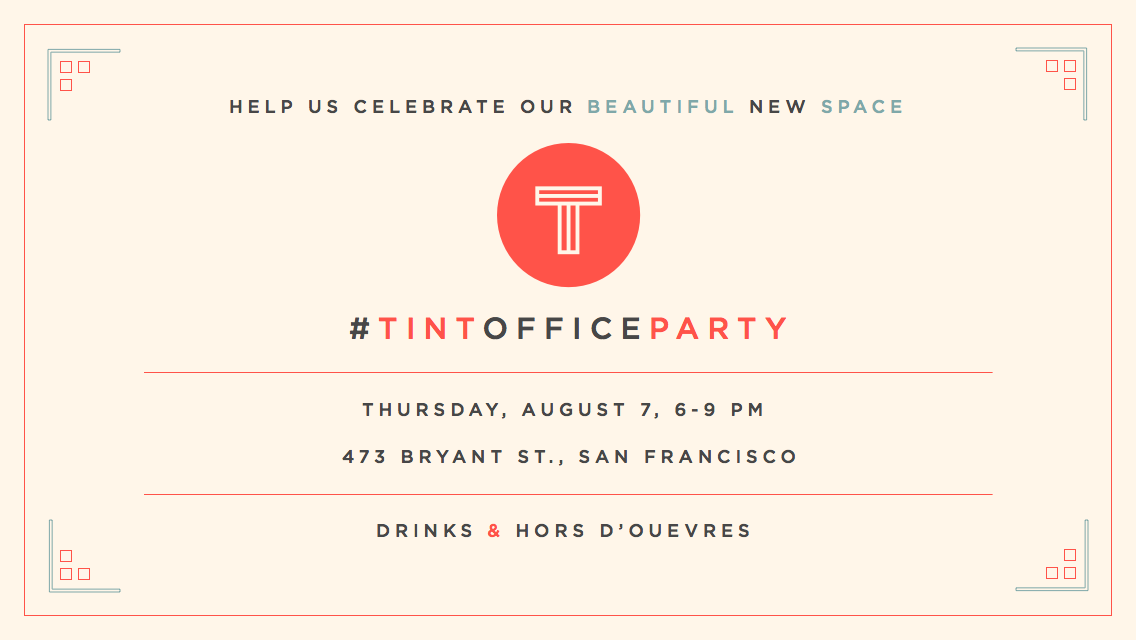 HELP US CELEBRATE OUR BEAUTIFUL NEW SPACE
T
#TINTOFFICEPARTY
THURSDAY, AUGUST 7, 6-9 PM
473 BRYANT ST., SAN FRANCISCO
DRINKS & HORS D’OUEVRES